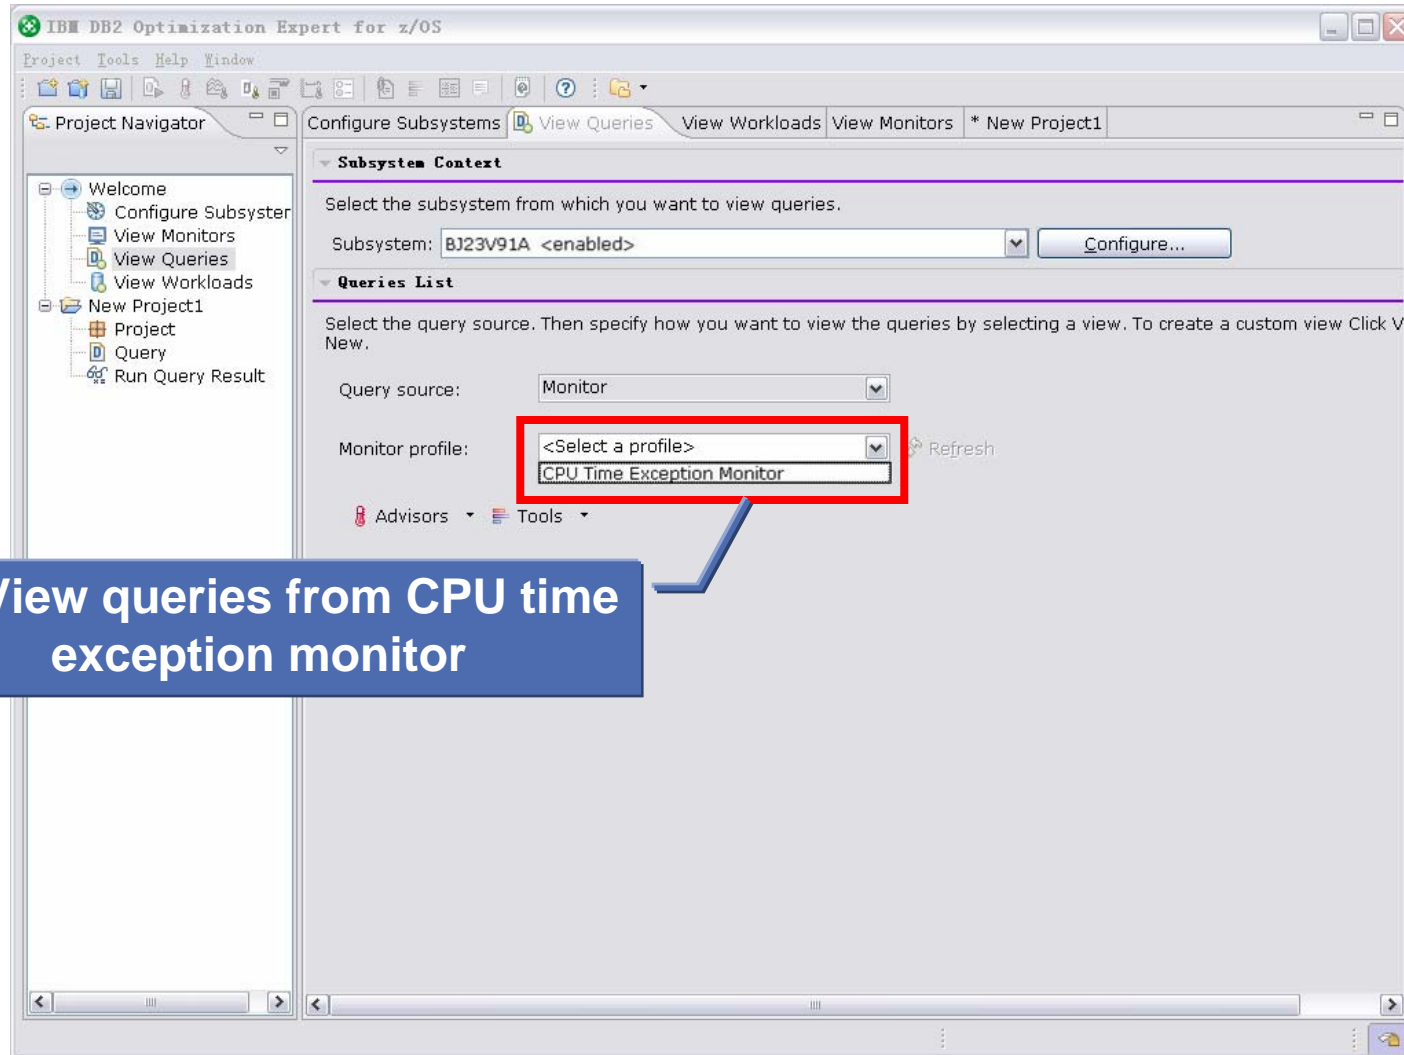 IBM DB2 Optimization Expert for z/OS
Project Tools Help Window
Project Navigator
Configure Subsystems
View Queries
View Workloads
View Monitors
* New Project1
Welcome
Configure Subsyster
View Monitors
View Queries
View Workloads
New Project1
Project
Query
Run Query Result
Subsystem Context
Select the subsystem from which you want to view queries.
Subsystem: BJ23V91A <enabled>
Configure...
Queries List
Select the query source. Then specify how you want to view the queries by selecting a view. To create a custom view Click V
New.
Query source: Monitor
Monitor profile: <Select a profile>
Refresh
CPU Time Exception Monitor
Advisors Tools
View queries from CPU time
exception monitor